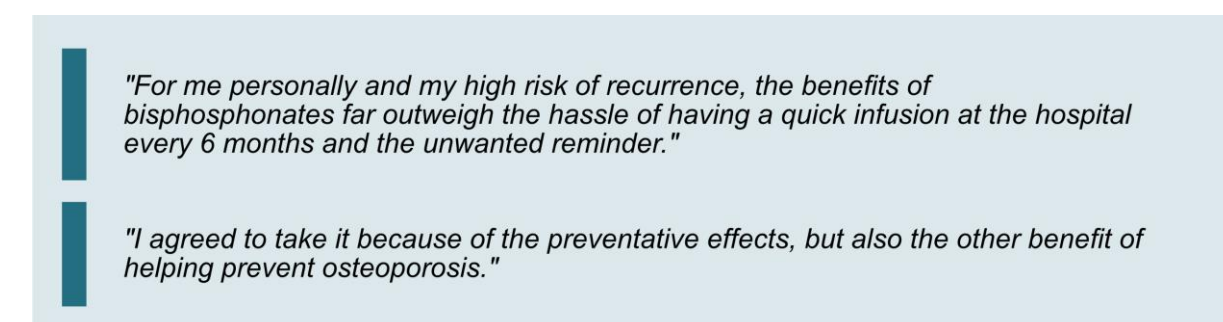 "For me personally and my high risk of recurrence, the benefits of
bisphosphonates far outweigh the hassle of having a quick infusion at the hospital
every 6 months and the unwanted reminder."
"I agreed to take it because of the preventative effects, but also the other benefit of
helping prevent osteoporosis."